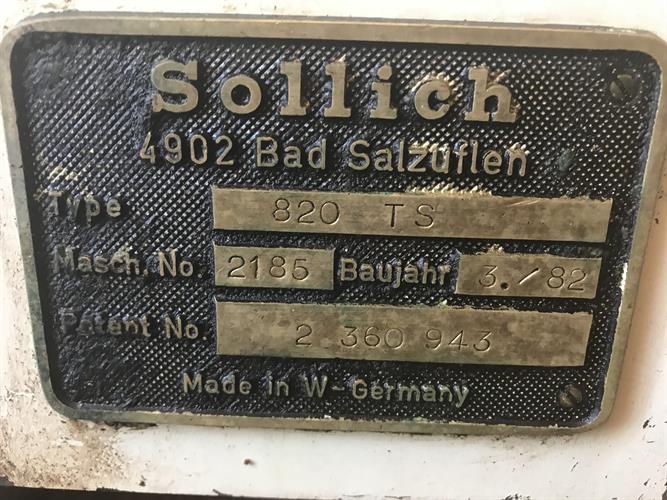 Sollich
4902 Bad Salzuflen
Type 820 TS
Masch. No. 2185 Baujahr 3./82
Patent No. 2 360 943
Made in W-Germany